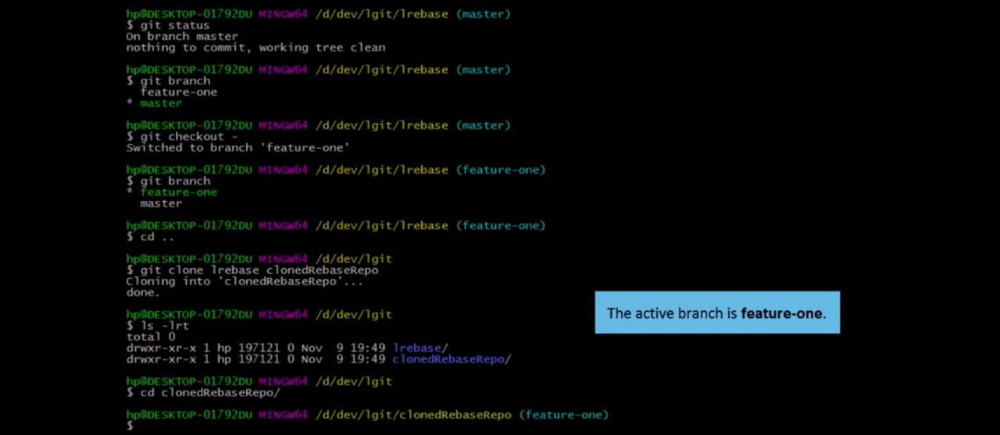 hp@DESKTOP-01792DU MINGW64 /d/dev/lgit/lrebase (master)
$ git status
On branch master
nothing to commit, working tree clean
hp@DESKTOP-01792DU MINGW64 /d/dev/lgit/lrebase (master)
$ git branch
  feature-one
* master
hp@DESKTOP-01792DU MINGW64 /d/dev/lgit/lrebase (master)
$ git checkout -
Switched to branch 'feature-one'
hp@DESKTOP-01792DU MINGW64 /d/dev/lgit/lrebase (feature-one)
$ git branch
* feature-one
  master
hp@DESKTOP-01792DU MINGW64 /d/dev/lgit/lrebase (feature-one)
$ cd ..
hp@DESKTOP-01792DU MINGW64 /d/dev/lgit
$ git clone lrebase clonedRebaseRepo
Cloning into 'clonedRebaseRepo'...
done.
hp@DESKTOP-01792DU MINGW64 /d/dev/lgit
$ ls -lrt
total 0
drwxr-xr-x 1 hp 197121 0 Nov  9 19:49 lrebase/
drwxr-xr-x 1 hp 197121 0 Nov  9 19:49 clonedRebaseRepo/
hp@DESKTOP-01792DU MINGW64 /d/dev/lgit
$ cd clonedRebaseRepo/
hp@DESKTOP-01792DU MINGW64 /d/dev/lgit/clonedRebaseRepo (feature-one)
$
The active branch is feature-one.